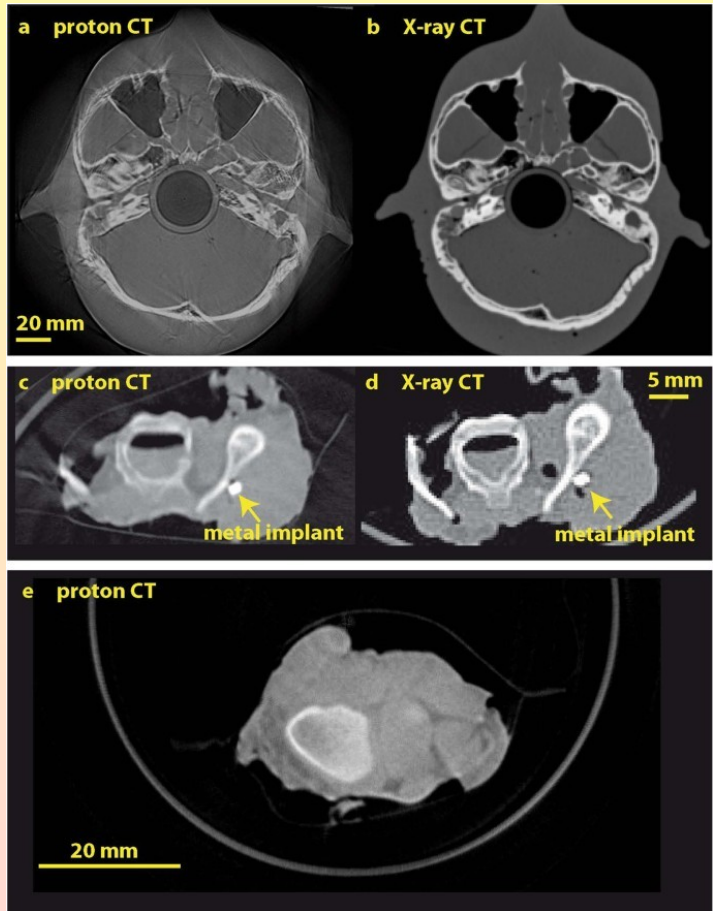 a proton CT
b X-ray CT
20 mm
c proton CT
d X-ray CT
5 mm
metal implant
metal implant
e proton CT
20 mm